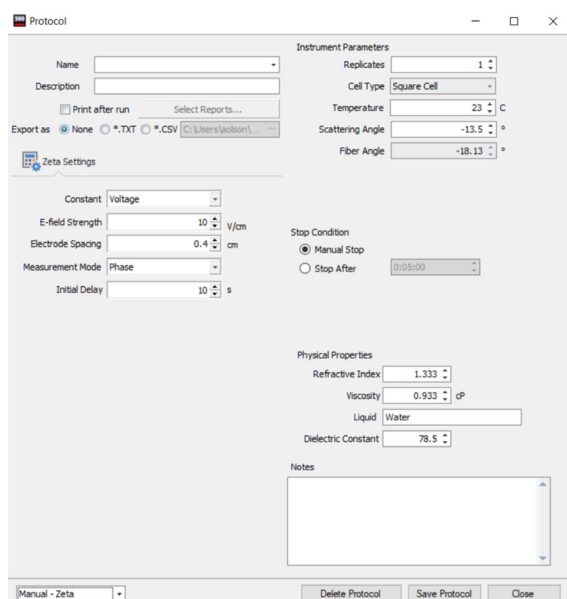 Protocol
Name
Description
Print after run
Select Reports...
Export as None *.TXT *.CSV C:\Users\aolson\...
Zeta Settings
Constant Voltage
E-field Strength 10 V/cm
Electrode Spacing 0.4 cm
Measurement Mode Phase
Initial Delay 10 s
Instrument Parameters
Replicates 1
Cell Type Square Cell
Temperature 23 C
Scattering Angle -13.5 °
Fiber Angle -18.13 °
Stop Condition
Manual Stop
Stop After 0:05:00
Physical Properties
Refractive Index 1.333
Viscosity 0.933 cP
Liquid Water
Dielectric Constant 78.5
Notes
Manual - Zeta
Delete Protocol
Save Protocol
Close